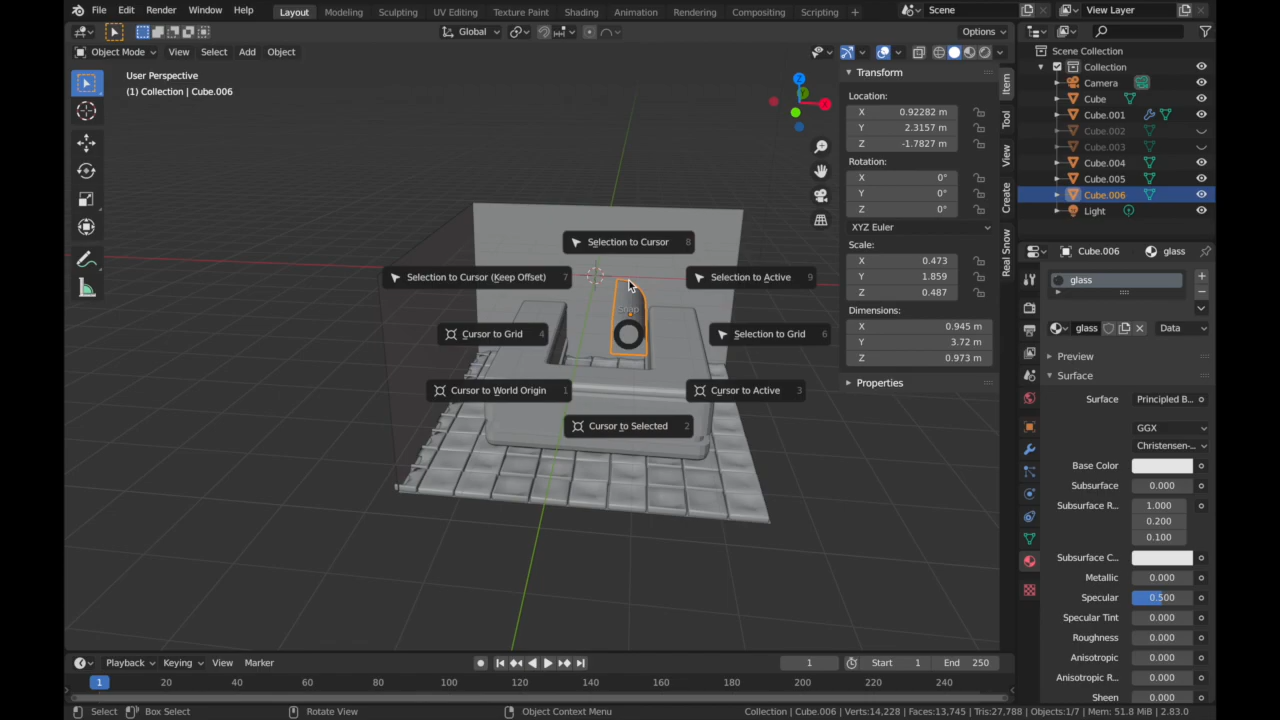 File Edit Render Window Help
Layout Modeling Sculpting UV Editing Texture Paint Shading Animation Rendering Compositing Scripting +
Scene
View Layer
Global
Options
Object Mode View Select Add Object
User Perspective
(1) Collection | Cube.006
X
Item
Tool
View
Create
Real Snow
Transform
Location:
X 0.92282 m
Y 2.3157 m
Z -1.7827 m
Rotation:
X 0°
Y 0°
Z 0°
XYZ Euler
Scale:
X 0.473
Y 1.859
Z 0.487
Dimensions:
X 0.945 m
Y 3.72 m
Z 0.973 m
Properties
Selection to Cursor 8
Selection to Cursor (Keep Offset) 7
Selection to Active 9
Snap
Cursor to Grid 4
Selection to Grid 6
Cursor to World Origin 1
Cursor to Active 3
Cursor to Selected 2
Scene Collection
Collection
Camera
Cube
Cube.001
Cube.002
Cube.003
Cube.004
Cube.005
Cube.006
Light
Cube.006 glass
glass
glass Data
Preview
Surface
Surface Principled B...
GGX
Christensen-...
Base Color
Subsurface 0.000
Subsurface R... 1.000
0.200
0.100
Subsurface C...
Metallic 0.000
Specular 0.500
Specular Tint 0.000
Roughness 0.000
Anisotropic 0.000
Anisotropic R... 0.000
Sheen 0.000
Playback Keying View Marker
1 Start 1 End 250
1 20 40 60 80 100 120 140 160 180 200 220 240
Select Box Select Rotate View Object Context Menu
Collection | Cube.006 | Verts:14,228 | Faces:13,745 | Tris:27,788 | Objects:1/7 | Mem: 51.8 MiB | 2.83.0